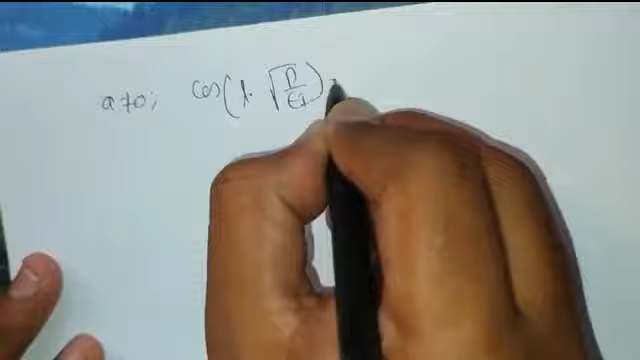 a≠0; cos(l·√(P/EI)) =